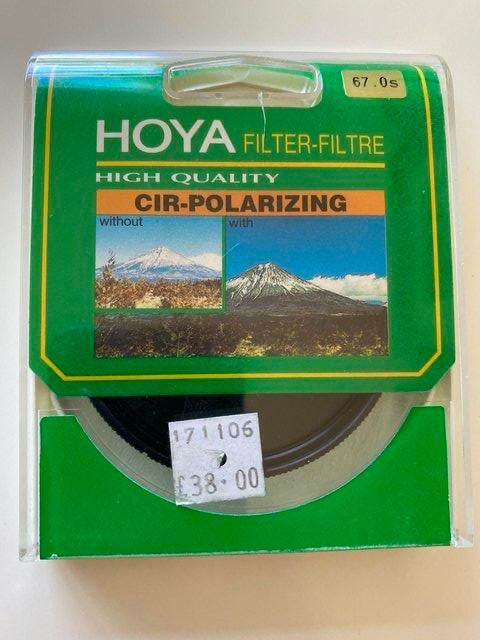 67.0s
HOYA FILTER-FILTRE
HIGH QUALITY
CIR-POLARIZING
without
with
171106
£38.00